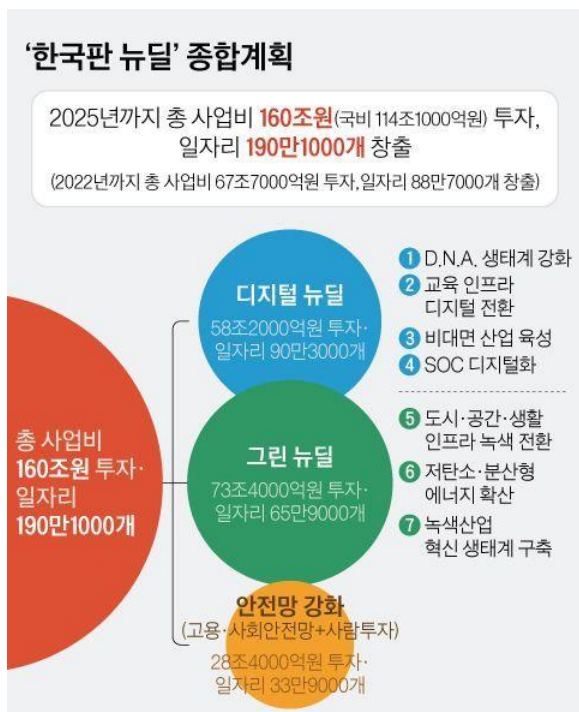 ‘한국판 뉴딜’ 종합계획
2025년까지 총 사업비 160조원(국비 114조1000억원) 투자,
일자리 190만1000개 창출
(2022년까지 총 사업비 67조7000억원 투자,일자리 88만7000개 창출)
총 사업비
160조원 투자·
일자리
190만1000개
디지털 뉴딜
58조2000억원 투자·
일자리 90만3000개
1 D.N.A. 생태계 강화
2 교육 인프라
디지털 전환
3 비대면 산업 육성
4 SOC 디지털화
그린 뉴딜
73조4000억원 투자·
일자리 65만9000개
5 도시·공간·생활
인프라 녹색 전환
6 저탄소·분산형
에너지 확산
7 녹색산업
혁신 생태계 구축
안전망 강화
(고용·사회안전망+사람투자)
28조4000억원 투자·
일자리 33만9000개